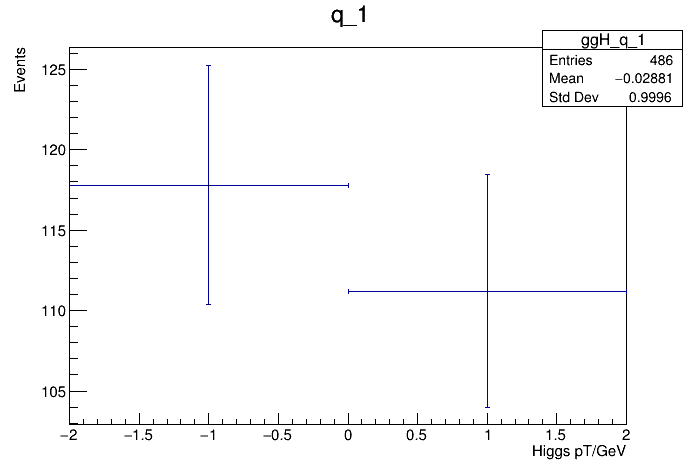 q_1
ggH_q_1
Entries 486
Mean −0.02881
Std Dev 0.9996
Events
125
120
115
110
105
−2 −1.5 −1 −0.5 0 0.5 1 1.5 2
Higgs pT/GeV